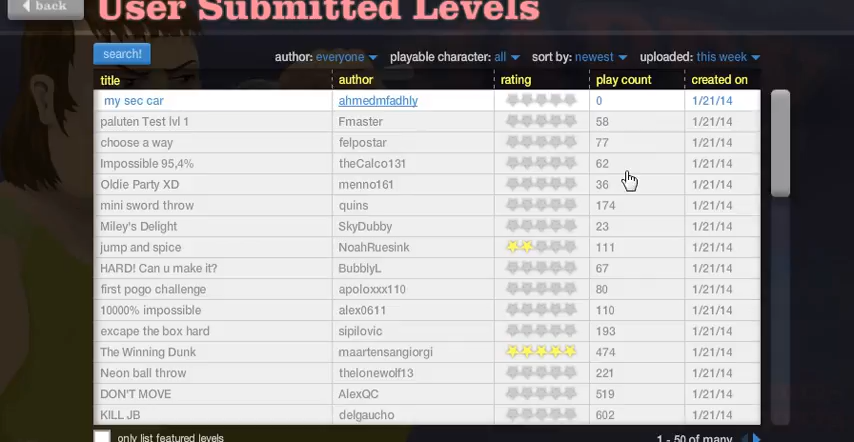 back
User Submitted Levels
search!
author: everyone playable character: all sort by: newest uploaded: this week
title author rating play count created on
my sec car ahmedmfadhly 0 1/21/14
paluten Test lvl 1 Fmaster 58 1/21/14
choose a way felpostar 77 1/21/14
Impossible 95,4% theCalco131 62 1/21/14
Oldie Party XD menno161 36 1/21/14
mini sword throw quins 174 1/21/14
Miley's Delight SkyDubby 23 1/21/14
jump and spice NoahRuesink 111 1/21/14
HARD! Can u make it? BubblyL 67 1/21/14
first pogo challenge apoloxxx110 80 1/21/14
10000% impossible alex0611 110 1/21/14
excape the box hard sipilovic 193 1/21/14
The Winning Dunk maartensangiorgi 474 1/21/14
Neon ball throw thelonewolf13 221 1/21/14
DON'T MOVE AlexQC 519 1/21/14
KILL JB delgaucho 602 1/21/14
only list featured levels 1 - 50 of many